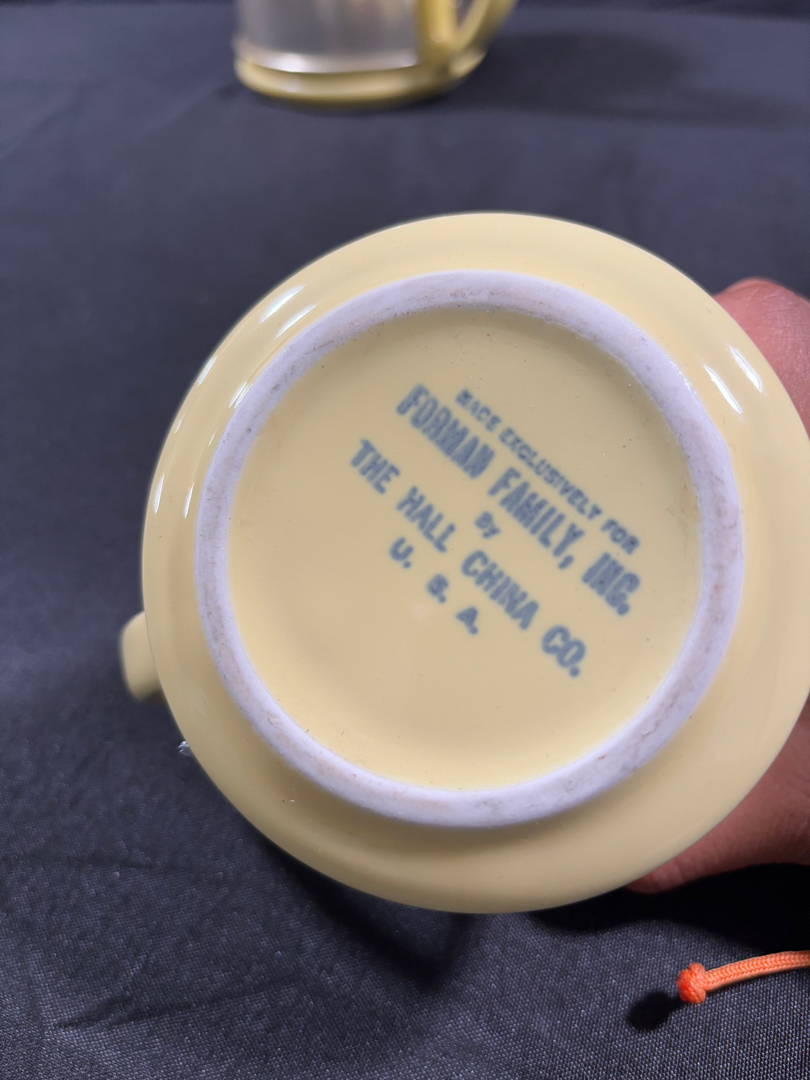 MADE EXCLUSIVELY FOR
FORMAN FAMILY, INC.
By
THE HALL CHINA CO.
U. S. A.